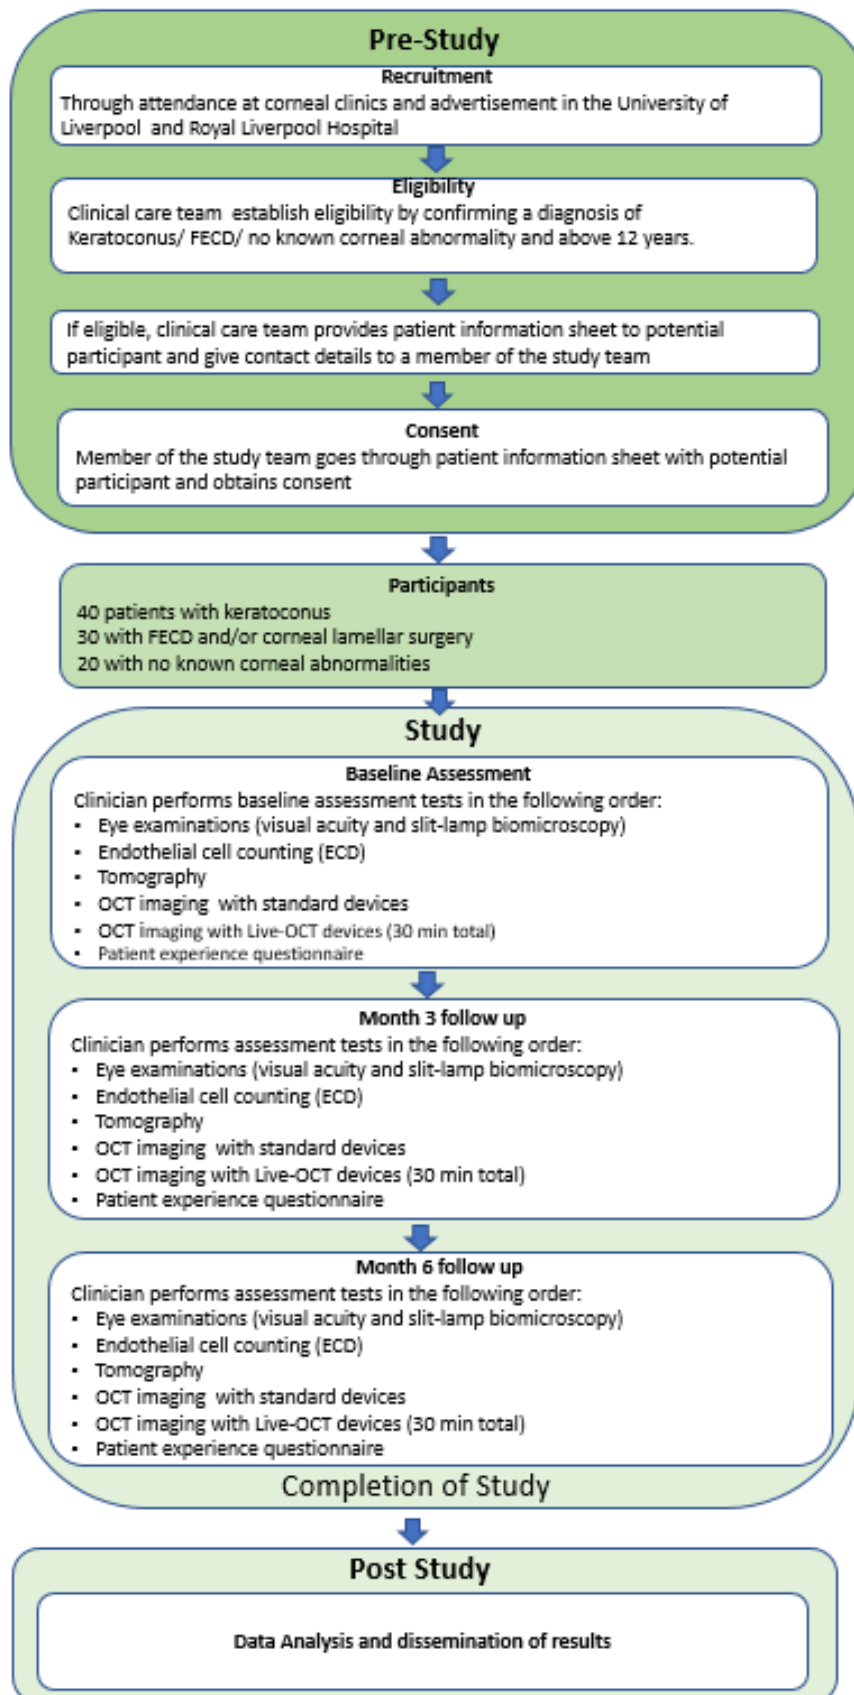 Pre-Study
Recruitment
Through attendance at corneal clinics and advertisement in the University of
Liverpool and Royal Liverpool Hospital
Eligibility
Clinical care team establish eligibility by confirming a diagnosis of
Keratoconus/ FECD/ no known corneal abnormality and above 12 years.
If eligible, clinical care team provides patient information sheet to potential
participant and give contact details to a member of the study team
Consent
Member of the study team goes through patient information sheet with potential
participant and obtains consent
Participants
40 patients with keratoconus
30 with FECD and/or corneal lamellar surgery
20 with no known corneal abnormalities
Study
Baseline Assessment
Clinician performs baseline assessment tests in the following order:
▪ Eye examinations (visual acuity and slit-lamp biomicroscopy)
▪ Endothelial cell counting (ECD)
▪ Tomography
▪ OCT imaging with standard devices
▪ OCT imaging with Live-OCT devices (30 min total)
▪ Patient experience questionnaire
Month 3 follow up
Clinician performs assessment tests in the following order:
▪ Eye examinations (visual acuity and slit-lamp biomicroscopy)
▪ Endothelial cell counting (ECD)
▪ Tomography
▪ OCT imaging with standard devices
▪ OCT imaging with Live-OCT devices (30 min total)
▪ Patient experience questionnaire
Month 6 follow up
Clinician performs assessment tests in the following order:
▪ Eye examinations (visual acuity and slit-lamp biomicroscopy)
▪ Endothelial cell counting (ECD)
▪ Tomography
▪ OCT imaging with standard devices
▪ OCT imaging with Live-OCT devices (30 min total)
▪ Patient experience questionnaire
Completion of Study
Post Study
Data Analysis and dissemination of results